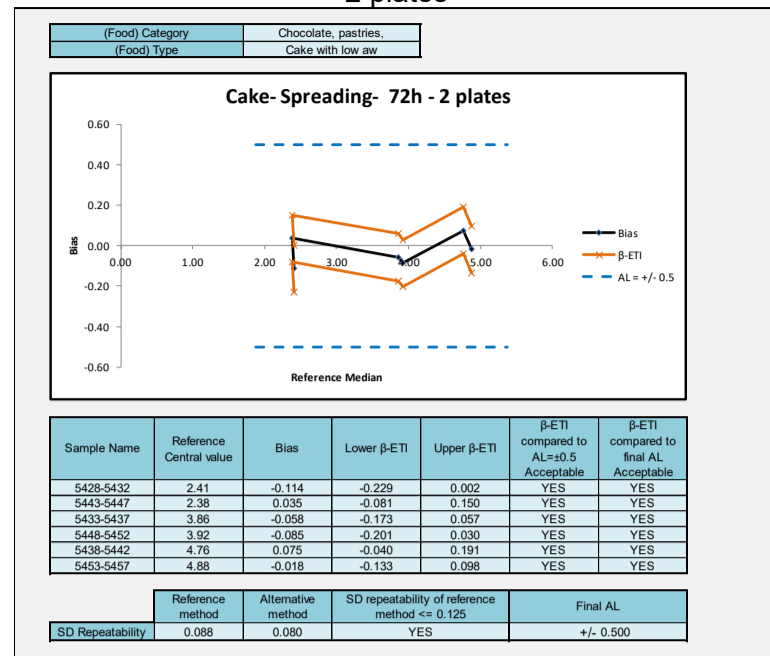 2 plates
(Food) Category Chocolate, pastries,
(Food) Type Cake with low aw
Cake- Spreading- 72h - 2 plates
0.60
0.40
0.20
0.00
-0.20
-0.40
-0.60
0.00 1.00 2.00 3.00 4.00 5.00 6.00
Bias
Reference Median
Bias
β-ETI
AL = +/- 0.5
Sample Name Reference Central value Bias Lower β-ETI Upper β-ETI β-ETI compared to AL=±0.5 Acceptable β-ETI compared to final AL Acceptable
5428-5432 2.41 -0.114 -0.229 0.002 YES YES
5443-5447 2.38 0.035 -0.081 0.150 YES YES
5433-5437 3.86 -0.058 -0.173 0.057 YES YES
5448-5452 3.92 -0.085 -0.201 0.030 YES YES
5438-5442 4.76 0.075 -0.040 0.191 YES YES
5453-5457 4.88 -0.018 -0.133 0.098 YES YES
Reference method Alternative method SD repeatability of reference method <= 0.125 Final AL
SD Repeatability 0.088 0.080 YES +/- 0.500